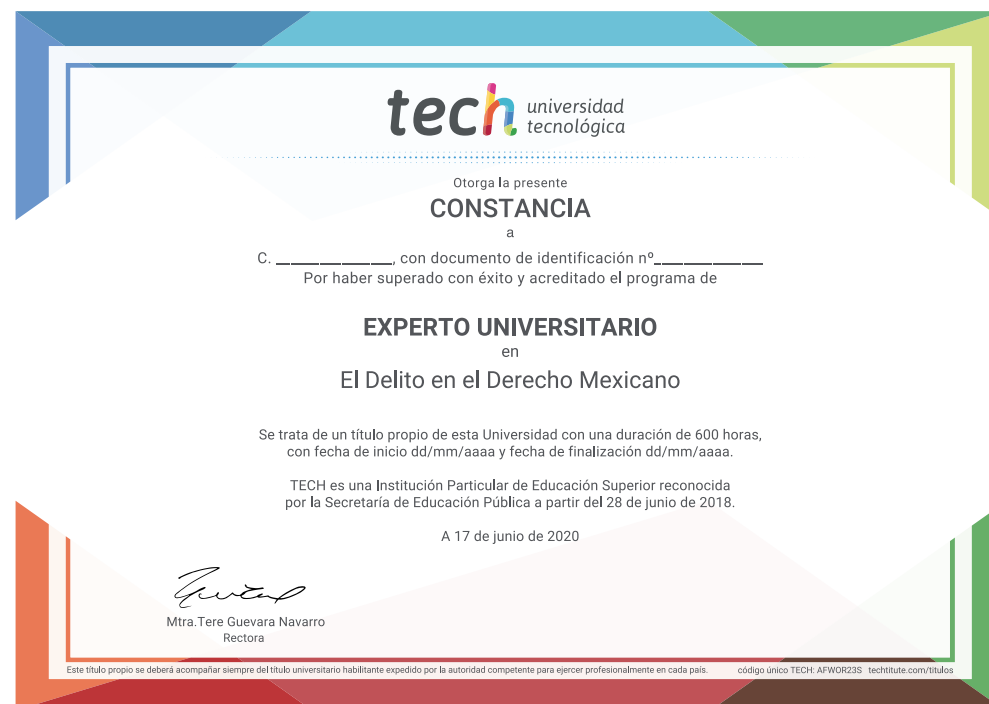 tech universidad
tecnológica
Otorga la presente
CONSTANCIA
a
C. ______________, con documento de identificación nº_____________
Por haber superado con éxito y acreditado el programa de
EXPERTO UNIVERSITARIO
en
El Delito en el Derecho Mexicano
Se trata de un título propio de esta Universidad con una duración de 600 horas,
con fecha de inicio dd/mm/aaaa y fecha de finalización dd/mm/aaaa.
TECH es una Institución Particular de Educación Superior reconocida
por la Secretaría de Educación Pública a partir del 28 de junio de 2018.
A 17 de junio de 2020
Mtra.Tere Guevara Navarro
Rectora
Este título propio se deberá acompañar siempre del título universitario habilitante expedido por la autoridad competente para ejercer profesionalmente en cada país. código único TECH: AFWOR23S techtitute.com/titulos